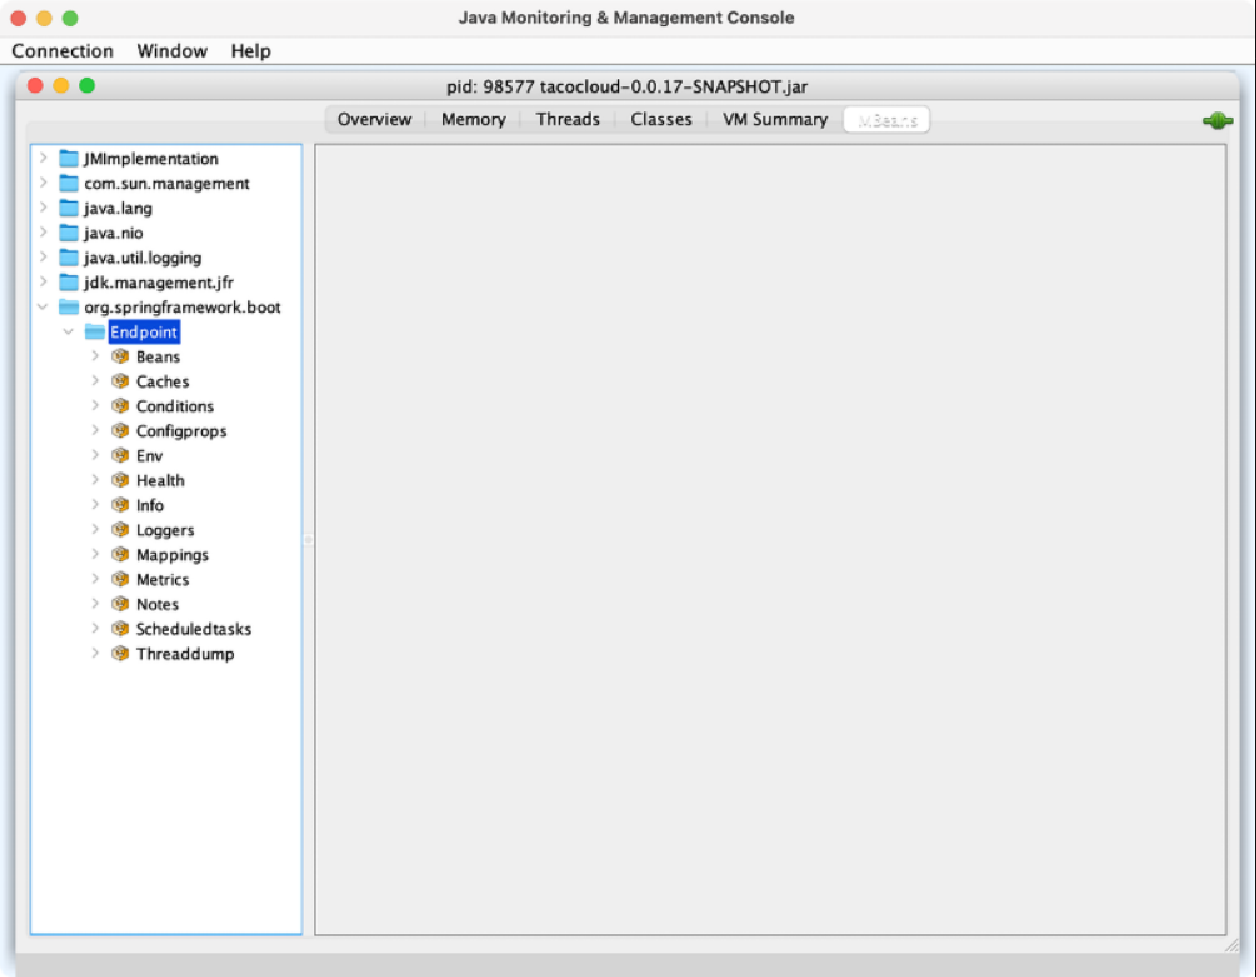 Java Monitoring & Management Console
Connection Window Help
pid: 98577 tacocloud-0.0.17-SNAPSHOT.jar
Overview Memory Threads Classes VM Summary MBeans
JMImplementation
com.sun.management
java.lang
java.nio
java.util.logging
jdk.management.jfr
org.springframework.boot
Endpoint
Beans
Caches
Conditions
Configprops
Env
Health
Info
Loggers
Mappings
Metrics
Notes
Scheduledtasks
Threaddump